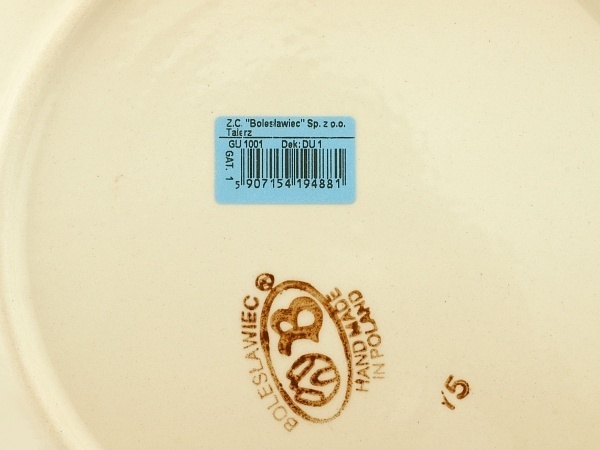 Z.C. "Bolesławiec" Sp. z o.o.
Talerz
GU 1001 Dek: DU 1
GAT. 1
5 907154 194881
BOLESŁAWIEC ®
B
HAND MADE
IN POLAND
Y5